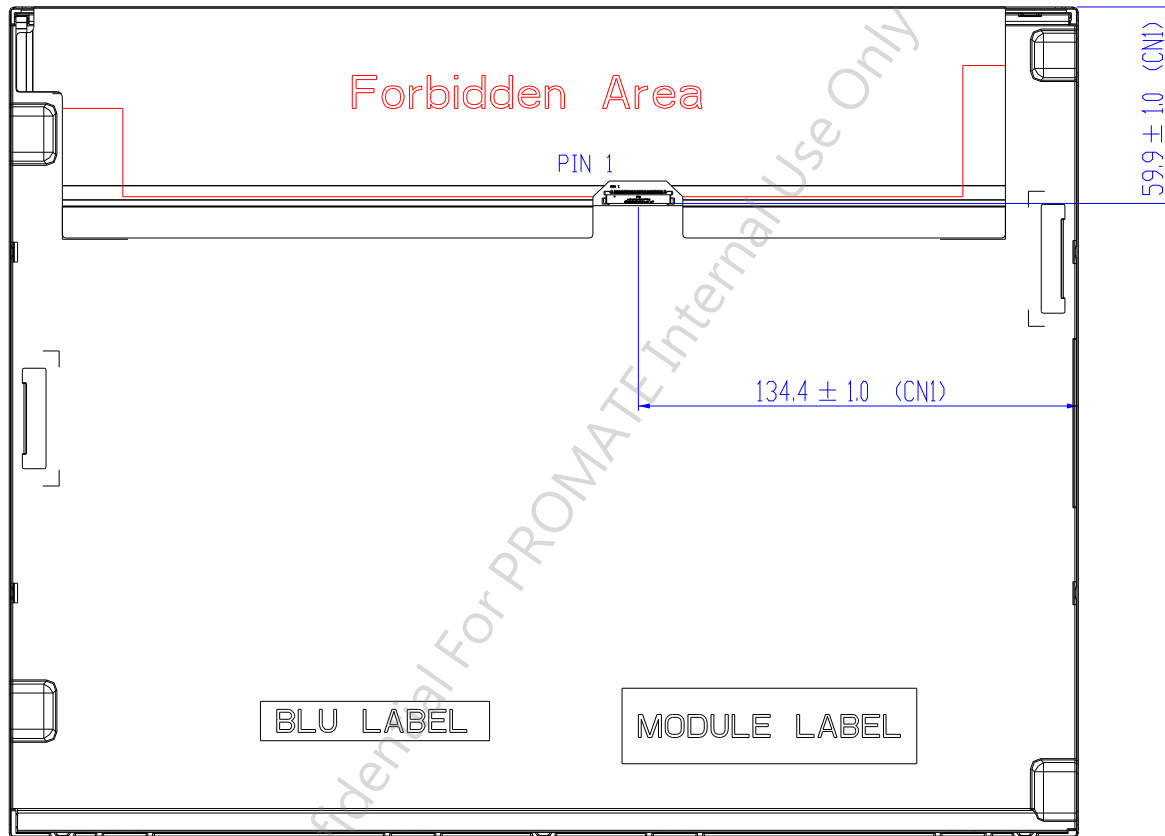 Forbidden Area
PIN 1
59.9 ± 1.0 (CN1)
134.4 ± 1.0 (CN1)
BLU LABEL
MODULE LABEL
fidential For PROMATE Internal Use Only